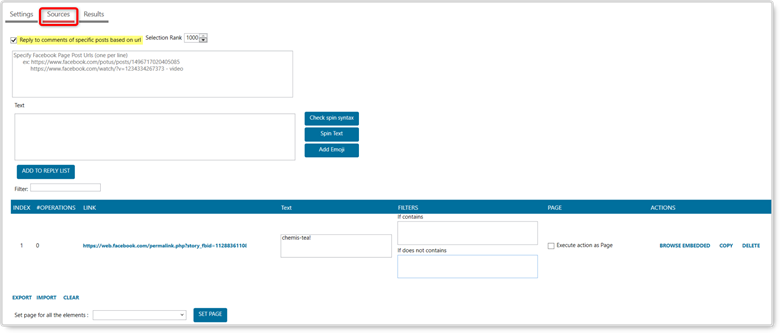 Settings Sources Results
Reply to comments of specific posts based on url Selection Rank 1000
Specify Facebook Page Post Urls (one per line)
ex: https://www.facebook.com/potus/posts/1496717020405085
https://www.facebook.com/watch/?v=1234334267373 - video
Text
Check spin syntax
Spin Text
Add Emoji
ADD TO REPLY LIST
Filter:
INDEX #OPERATIONS LINK Text FILTERS PAGE ACTIONS
If contains
chemis-teal
1 0 https://web.facebook.com/permalink.php?story_fbid=1128836110( Execute action as Page BROWSE EMBEDDED COPY DELETE
If does not contains
EXPORT IMPORT CLEAR
Set page for all the elements : SET PAGE